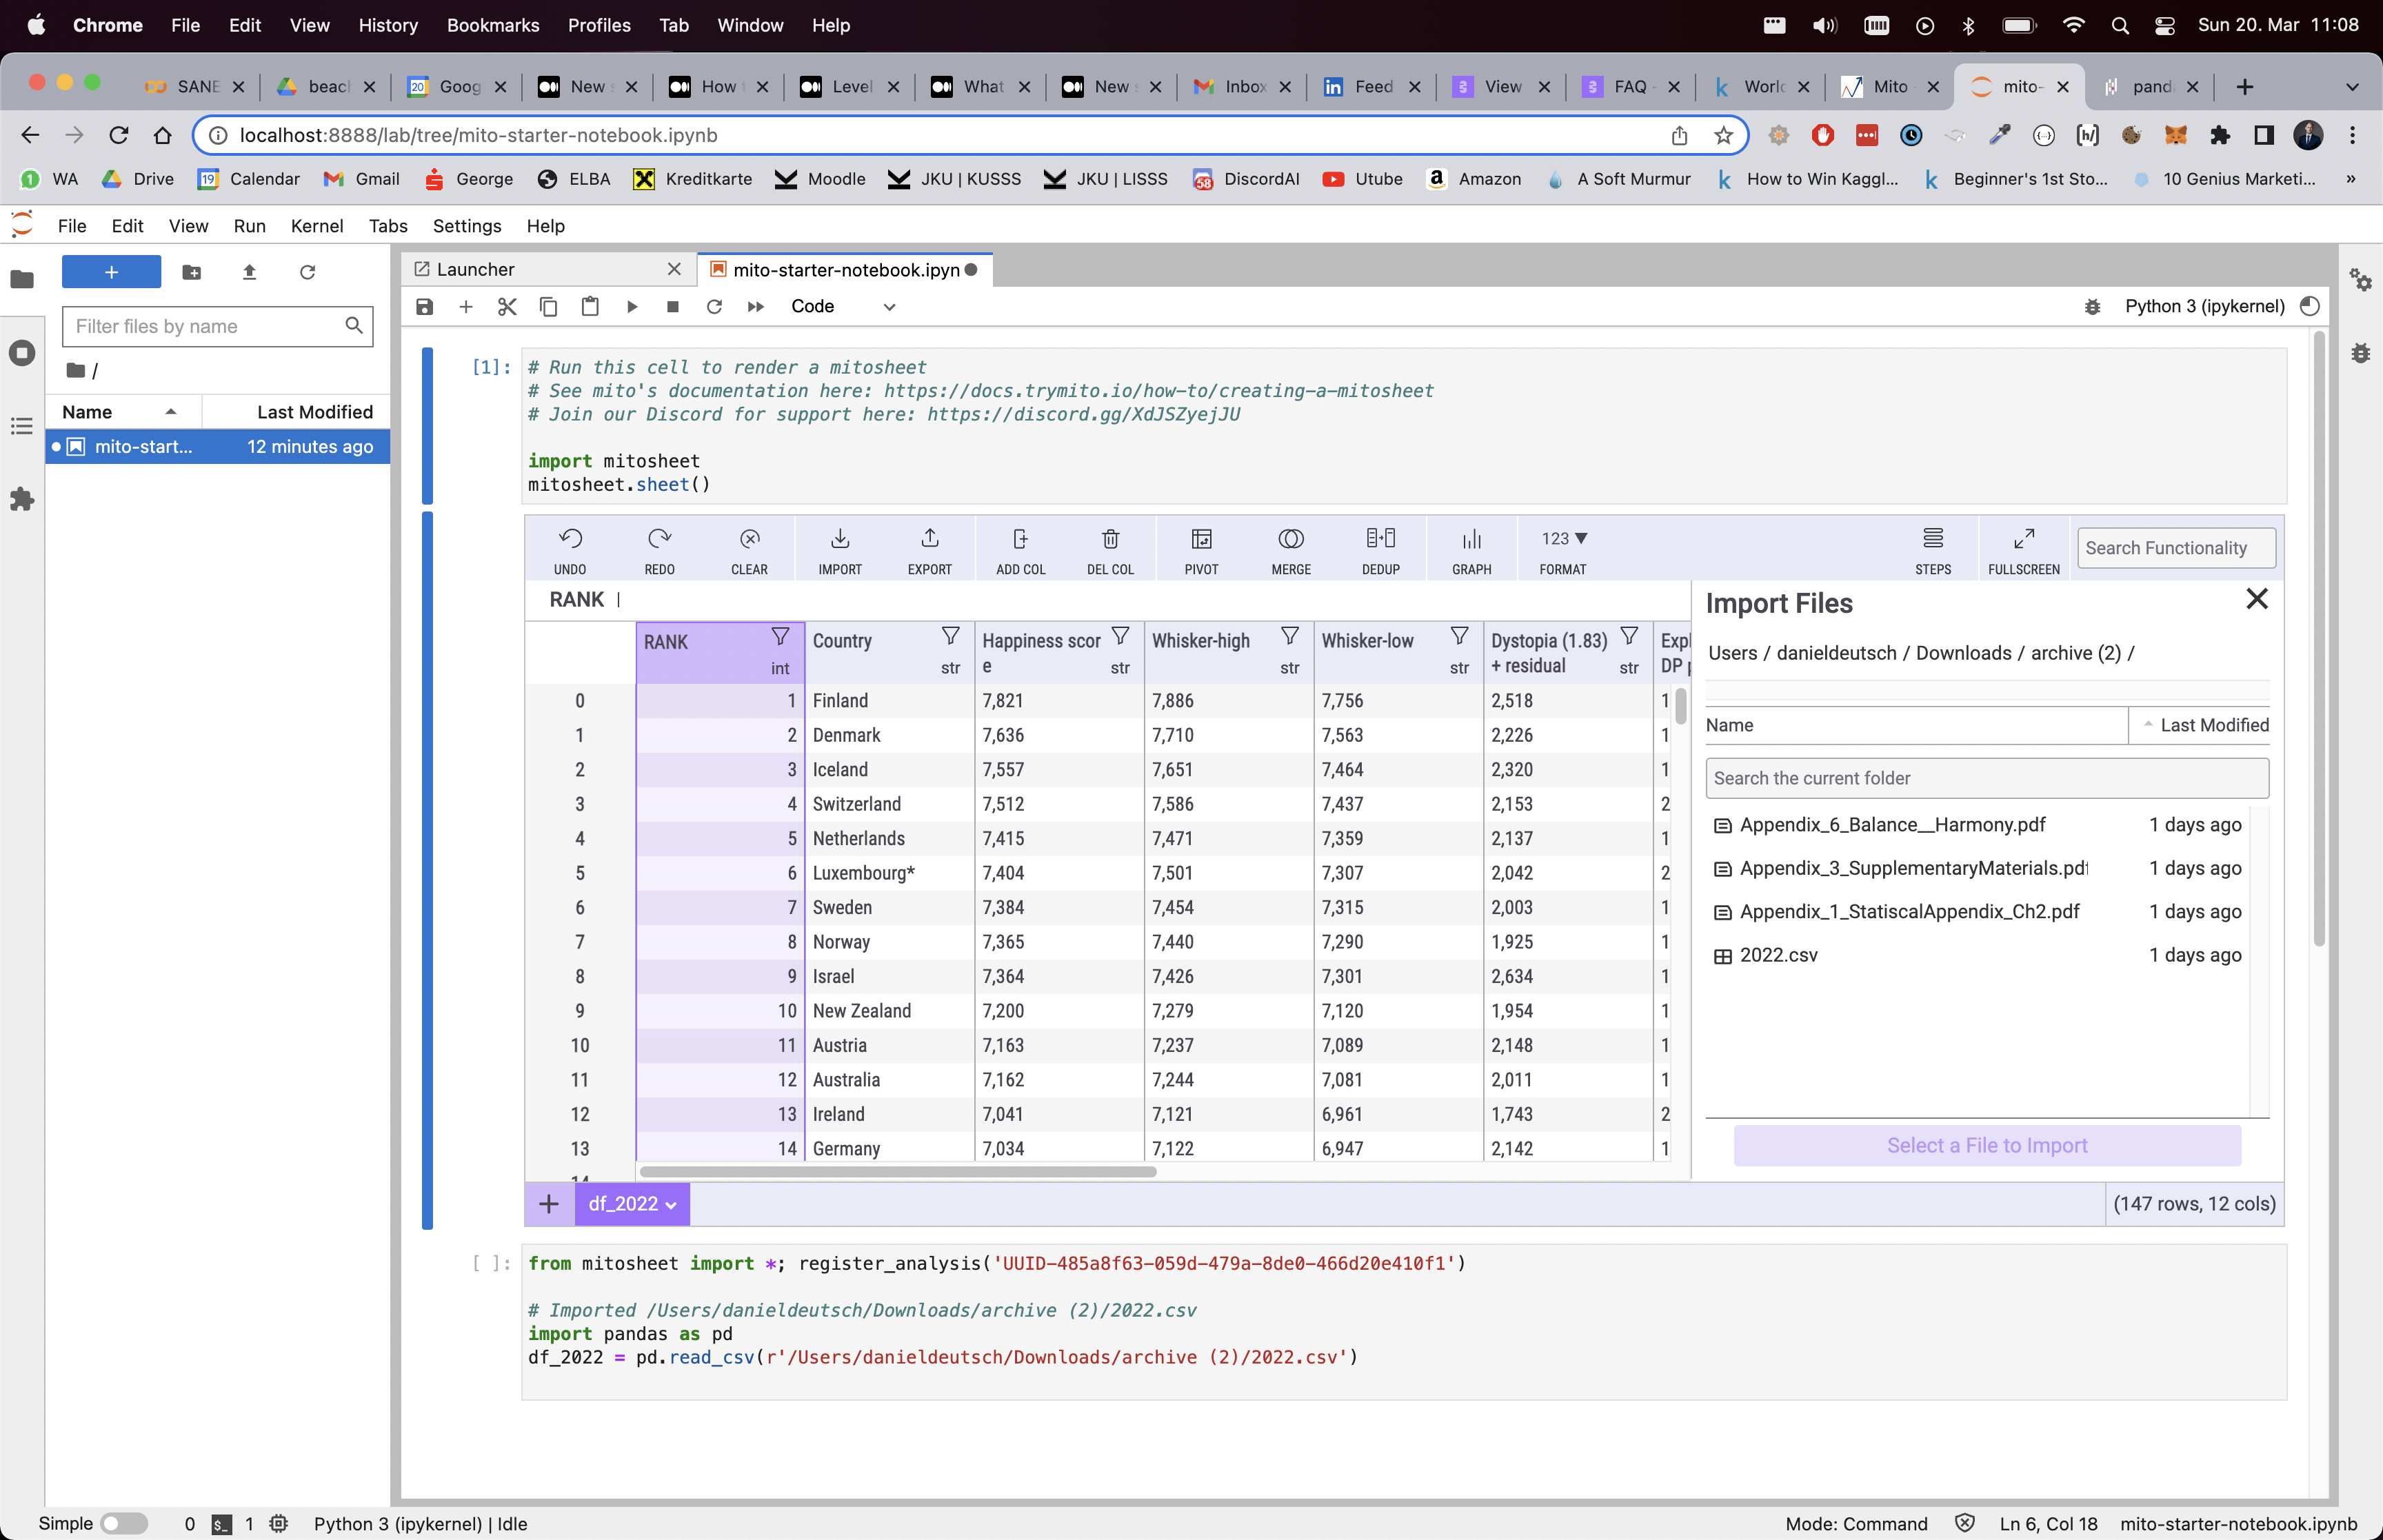 Chrome File Edit View History Bookmarks Profiles Tab Window Help Sun 20. Mar 11:08
SANE beach 20 Goog New How Level What New Inbox Feed View FAQ Worl Mito mito- pand
localhost:8888/lab/tree/mito-starter-notebook.ipynb
WA Drive 19 Calendar Gmail George ELBA Kreditkarte Moodle JKU | KUSSS JKU | LISSS 58 DiscordAI Utube Amazon A Soft Murmur How to Win Kaggl... Beginner's 1st Sto... 10 Genius Marketi... »
File Edit View Run Kernel Tabs Settings Help
Filter files by name
/
Name Last Modified
mito-start... 12 minutes ago
Launcher mito-starter-notebook.ipyn
Code Python 3 (ipykernel)
[1]: # Run this cell to render a mitosheet
# See mito's documentation here: https://docs.trymito.io/how-to/creating-a-mitosheet
# Join our Discord for support here: https://discord.gg/XdJSZyejJU
import mitosheet
mitosheet.sheet()
123 ▼
UNDO REDO CLEAR IMPORT EXPORT ADD COL DEL COL PIVOT MERGE DEDUP GRAPH FORMAT STEPS FULLSCREEN Search Functionality
RANK
RANK int Country str Happiness score str Whisker-high str Whisker-low str Dystopia (1.83) + residual str Expl DP
0 1 Finland 7,821 7,886 7,756 2,518 1
1 2 Denmark 7,636 7,710 7,563 2,226 1
2 3 Iceland 7,557 7,651 7,464 2,320 1
3 4 Switzerland 7,512 7,586 7,437 2,153 2
4 5 Netherlands 7,415 7,471 7,359 2,137 1
5 6 Luxembourg* 7,404 7,501 7,307 2,042 2
6 7 Sweden 7,384 7,454 7,315 2,003 1
7 8 Norway 7,365 7,440 7,290 1,925 1
8 9 Israel 7,364 7,426 7,301 2,634 1
9 10 New Zealand 7,200 7,279 7,120 1,954 1
10 11 Austria 7,163 7,237 7,089 2,148 1
11 12 Australia 7,162 7,244 7,081 2,011 1
12 13 Ireland 7,041 7,121 6,961 1,743 2
13 14 Germany 7,034 7,122 6,947 2,142 1
14
Import Files
Users / danieldeutsch / Downloads / archive (2) /
Name Last Modified
Search the current folder
Appendix_6_Balance__Harmony.pdf 1 days ago
Appendix_3_SupplementaryMaterials.pdf 1 days ago
Appendix_1_StatiscalAppendix_Ch2.pdf 1 days ago
2022.csv 1 days ago
Select a File to Import
+ df_2022 (147 rows, 12 cols)
[ ]: from mitosheet import *; register_analysis('UUID-485a8f63-059d-479a-8de0-466d20e410f1')
# Imported /Users/danieldeutsch/Downloads/archive (2)/2022.csv
import pandas as pd
df_2022 = pd.read_csv(r'/Users/danieldeutsch/Downloads/archive (2)/2022.csv')
Simple 0 $_ 1 Python 3 (ipykernel) | Idle Mode: Command Ln 6, Col 18 mito-starter-notebook.ipynb